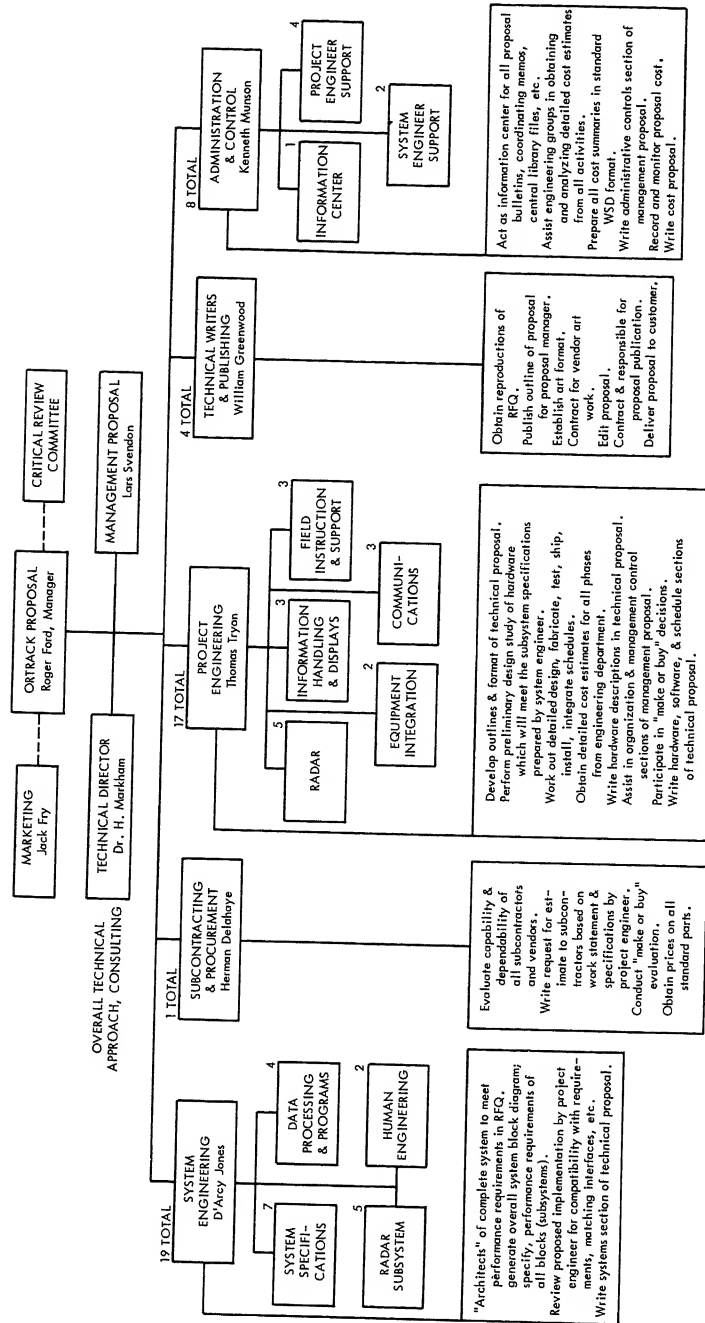 MARKETING
Jack Fry
ORTRACK PROPOSAL
Roger Ford, Manager
CRITICAL REVIEW
COMMITTEE
TECHNICAL DIRECTOR
Dr. H. Markham
MANAGEMENT PROPOSAL
Lars Svendon
OVERALL TECHNICAL
APPROACH, CONSULTING
19 TOTAL
SYSTEM
ENGINEERING
D'Arcy Jones
7
SYSTEM
SPECIFI-
CATIONS
4
DATA
PROCESSING
& PROGRAMS
5
RADAR
SUBSYSTEM
2
HUMAN
ENGINEERING
"Architects" of complete system to meet
performance requirements in RFQ.
generate overall system block diagram;
specify, performance requirements of
all blocks (subsystems).
Review proposed implementation by project
engineer for compatibility with require-
ments, matching interfaces, etc.
Write systems section of technical proposal.
1 TOTAL
SUBCONTRACTING
& PROCUREMENT
Herman Delahaye
Evaluate capability &
dependability of
all subcontractors
and vendors.
Write request for est-
imate to subcon-
tractors based on
work statement &
specifications by
project engineer.
Conduct "make or buy"
evaluation.
Obtain prices on all
standard parts.
17 TOTAL
PROJECT
ENGINEERING
Thomas Tryon
5
RADAR
3
INFORMATION
HANDLING
& DISPLAYS
3
FIELD
INSTRUCTION
& SUPPORT
2
EQUIPMENT
INTEGRATION
3
COMMUNI-
CATIONS
Develop outlines & format of technical proposal.
Perform preliminary design study of hardware
which will meet the subsystem specifications
prepared by system engineer.
Work out detailed design, fabricate, test, ship,
install, integrate schedules.
Obtain detailed cost estimates for all phases
from engineering department.
Write hardware descriptions in technical proposal.
Assist in organization & management control
sections of management proposal.
Participate in "make or buy" decisions.
Write hardware, software, & schedule sections
of technical proposal.
4 TOTAL
TECHNICAL WRITERS
& PUBLISHING
William Greenwood
Obtain reproductions of
RFQ.
Publish outline of proposal
for proposal manager.
Establish art format.
Contract for vendor art
work.
Edit proposal.
Contract & responsible for
proposal publication.
Deliver proposal to customer.
8 TOTAL
ADMINISTRATION
& CONTROL
Kenneth Munson
1
INFORMATION
CENTER
4
PROJECT
ENGINEER
SUPPORT
2
SYSTEM
ENGINEER
SUPPORT
Act as information center for all proposal
bulletins, coordinating memos,
central library files, etc.
Assist engineering groups in obtaining
and analyzing detailed cost estimates
from all activities.
Prepare all cost summaries in standard
WSD format.
Write administrative controls section of
management proposal.
Record and monitor proposal cost.
Write cost proposal.